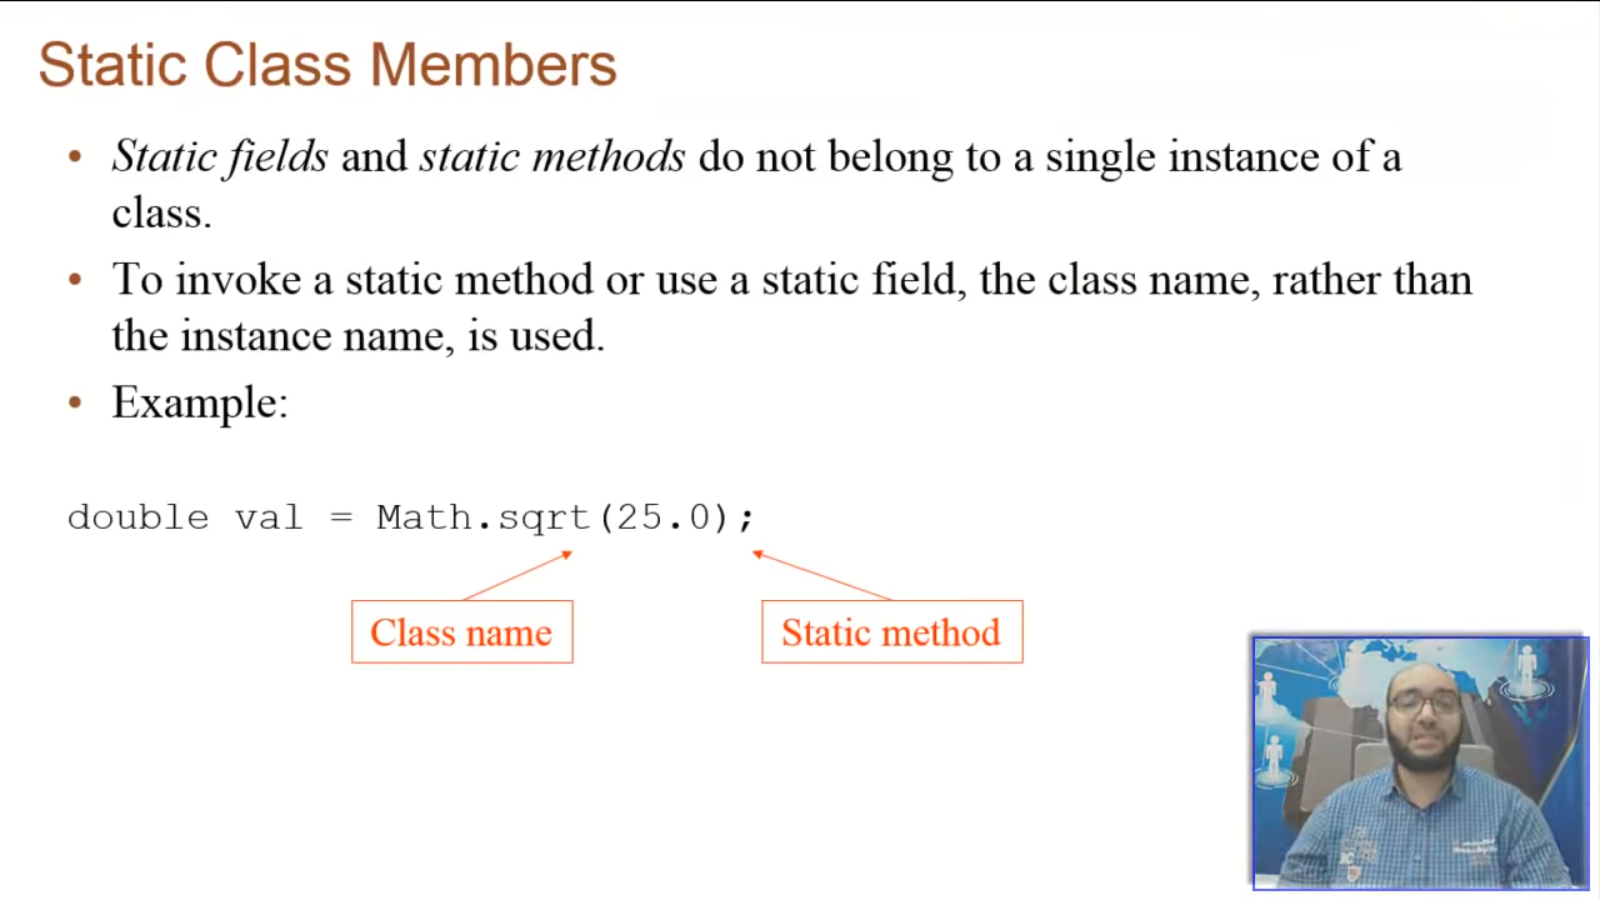 Static Class Members
• Static fields and static methods do not belong to a single instance of a
class.
• To invoke a static method or use a static field, the class name, rather than
the instance name, is used.
• Example:
double val = Math.sqrt(25.0);
Class name
Static method